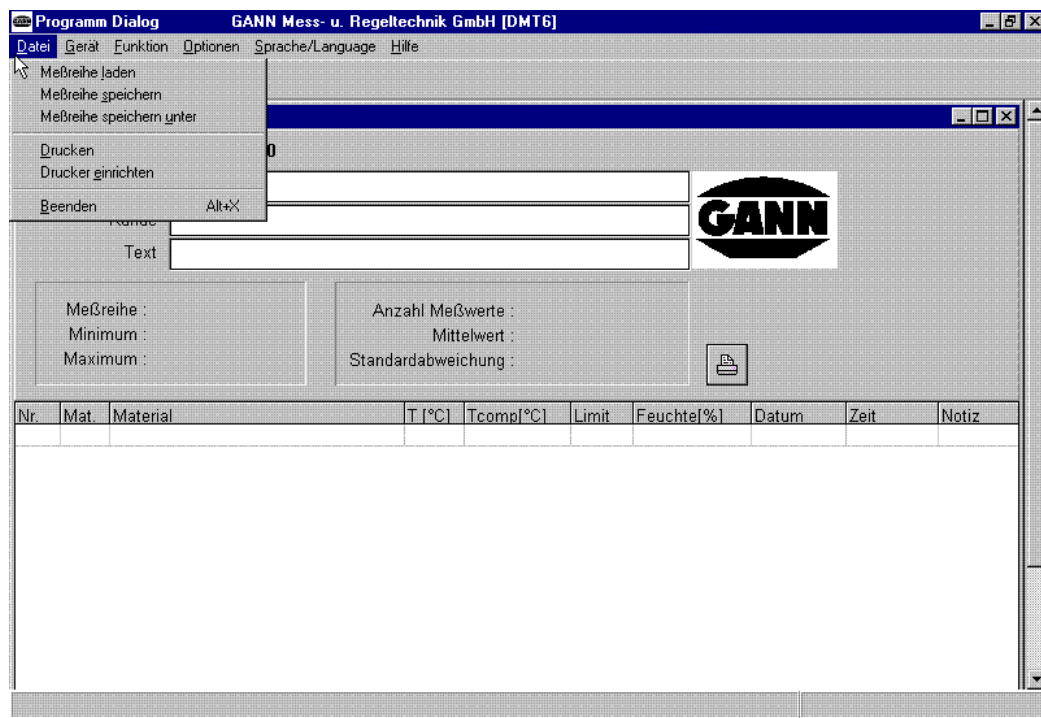 Programm Dialog GANN Mess- u. Regeltechnik GmbH [DMT6]
Datei Gerät Funktion Optionen Sprache/Language Hilfe
Meßreihe laden
Meßreihe speichern
Meßreihe speichern unter
Drucken
0
Drucker einrichten
Beenden Alt+X
GANN
Text
Meßreihe :
Minimum :
Maximum :
Anzahl Meßwerte :
Mittelwert :
Standardabweichung :
Nr. Mat. Material T [°C] Tcomp[°C] Limit Feuchte[%] Datum Zeit Notiz